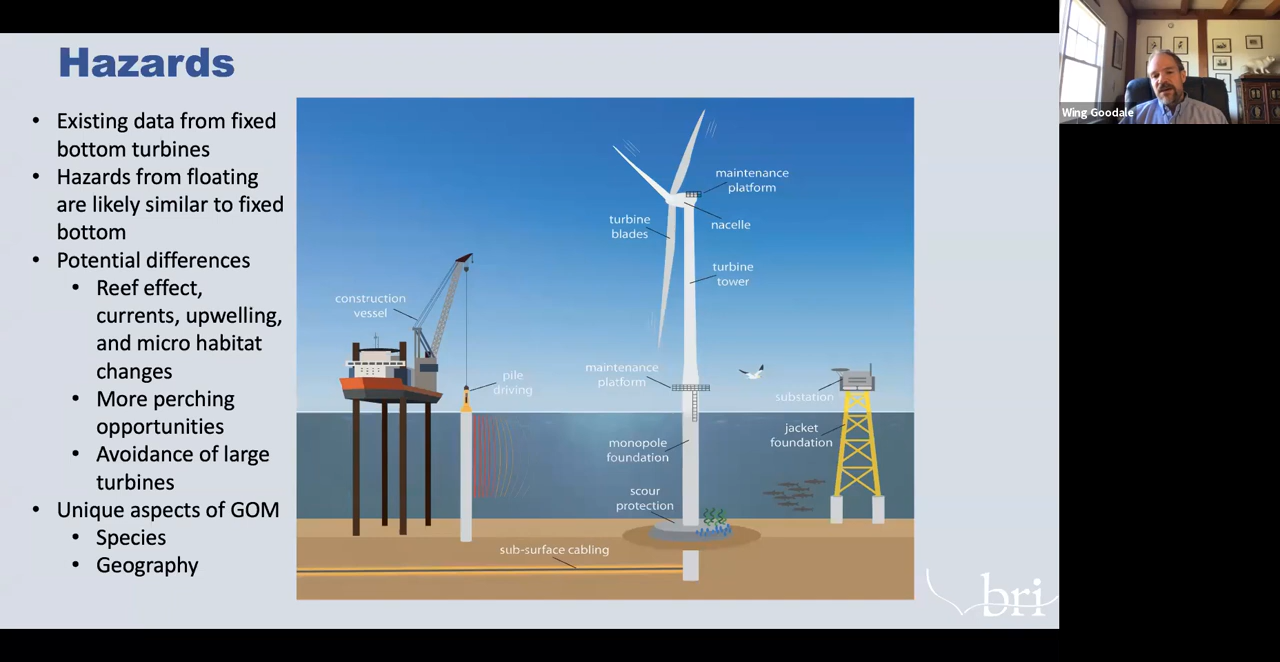 Hazards
• Existing data from fixed
bottom turbines
• Hazards from floating
are likely similar to fixed
bottom
• Potential differences
• Reef effect,
currents, upwelling,
and micro habitat
changes
• More perching
opportunities
• Avoidance of large
turbines
• Unique aspects of GOM
• Species
• Geography
maintenance
platform
turbine
blades
nacelle
turbine
tower
construction
vessel
pile
driving
maintenance
platform
substation
jacket
foundation
monopole
foundation
scour
protection
sub-surface cabling
bri
Wing Goodale